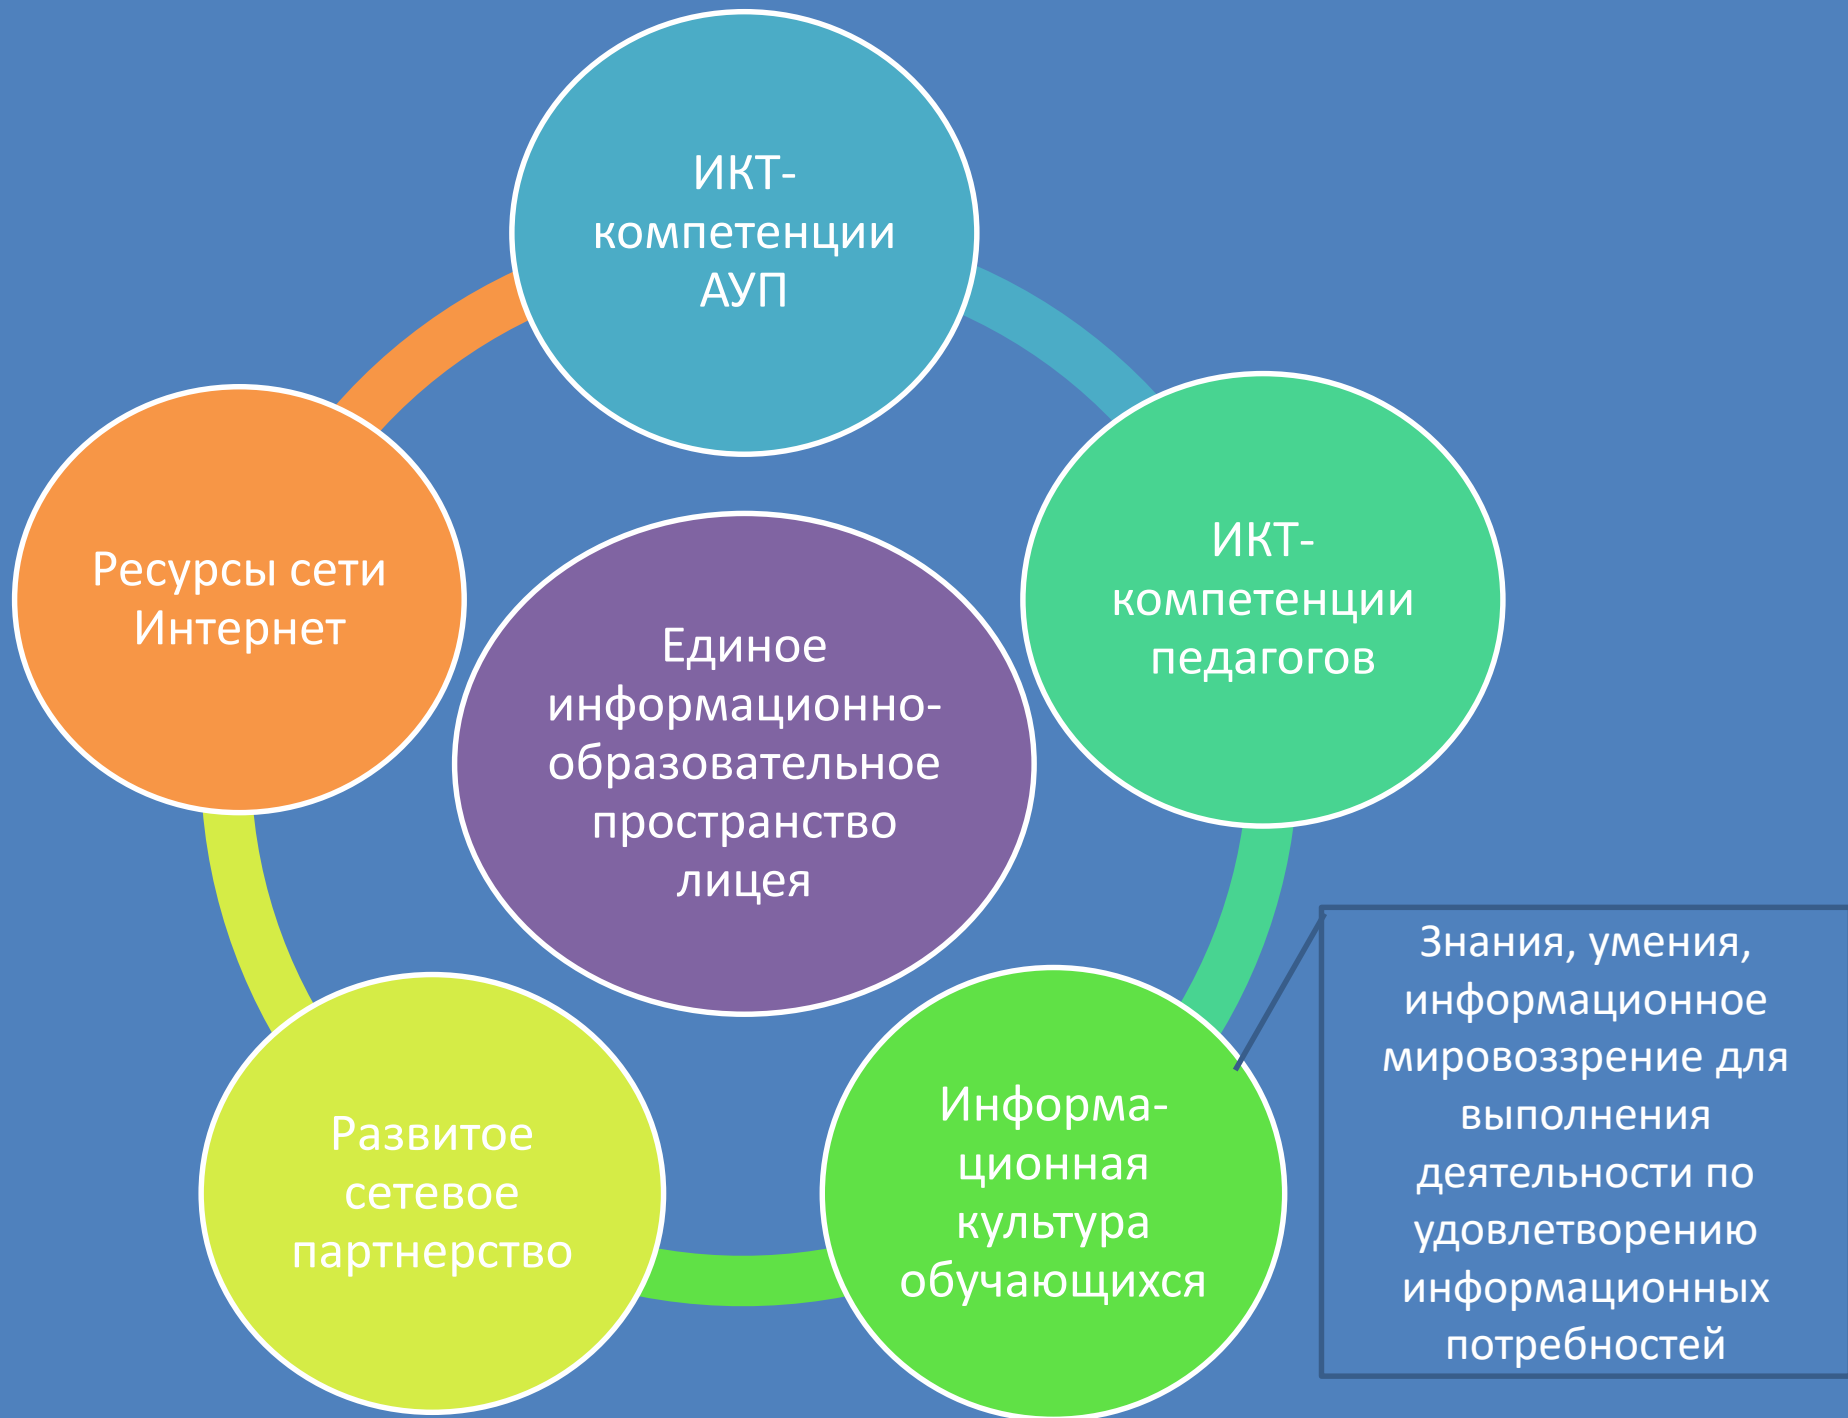 ИКТ-
компетенции
АУП
ИКТ-
компетенции
педагогов
Ресурсы сети
Интернет
Единое
информационно-
образовательное
пространство
лицея
Информа-
ционная
культура
обучающихся
Развитое
сетевое
партнерство
Знания, умения,
информационное
мировоззрение для
выполнения
деятельности по
удовлетворению
информационных
потребностей